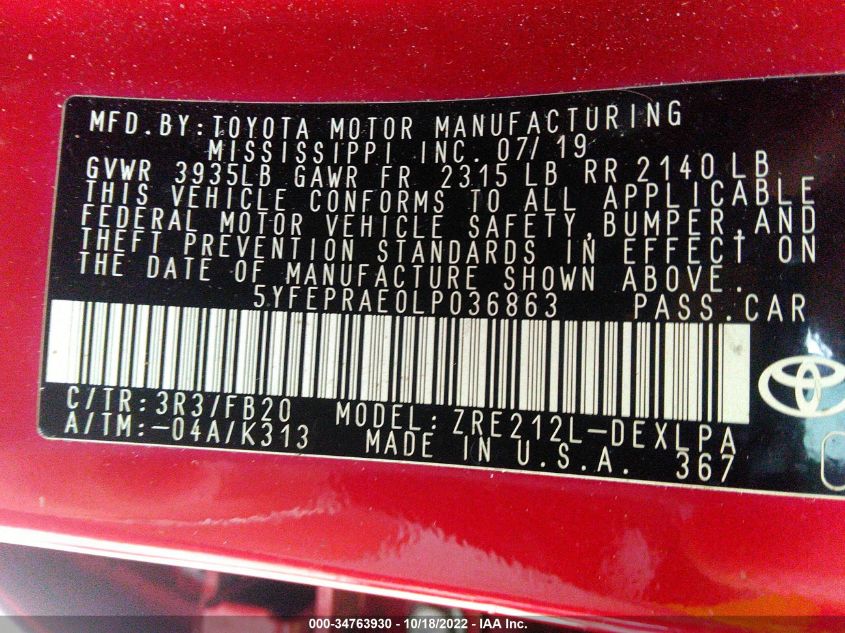 MFD.BY:TOYOTA MOTOR MANUFACTURING
MISSISSIPPI INC. 07/19
GVWR 3935LB GAWR FR 2315 LB RR 2140 LB
THIS VEHICLE CONFORMS TO ALL APPLICABLE
FEDERAL MOTOR VEHICLE SAFETY,BUMPER,AND
THEFT PREVENTION STANDARDS IN EFFECT ON
THE DATE OF MANUFACTURE SHOWN ABOVE.
5YFEPRAE0LP036863 PASS.CAR
C/TR:3R3/FB20 MODEL:ZRE212L-DEXLPA
A/TM:-04A/K313 MADE IN U.S.A. 367
000-34763930 - 10/18/2022 - IAA Inc.